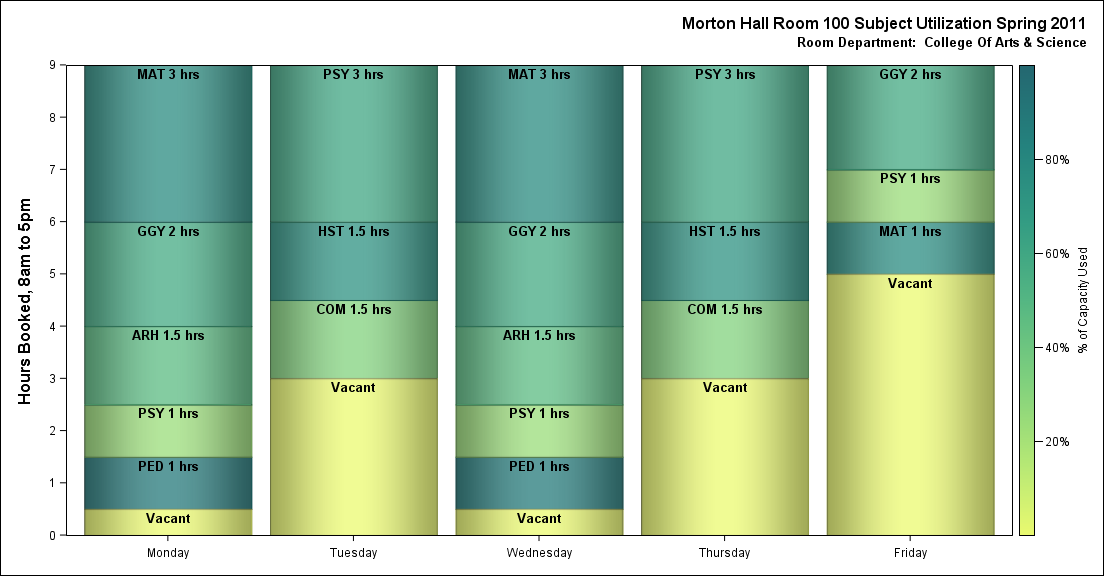 Morton Hall Room 100 Subject Utilization Spring 2011
Room Department:  College Of Arts & Science
Hours Booked, 8am to 5pm
9
8
7
6
5
4
3
2
1
0
MAT 3 hrs
GGY 2 hrs
ARH 1.5 hrs
PSY 1 hrs
PED 1 hrs
Vacant
Monday
PSY 3 hrs
HST 1.5 hrs
COM 1.5 hrs
Vacant
Tuesday
MAT 3 hrs
GGY 2 hrs
ARH 1.5 hrs
PSY 1 hrs
PED 1 hrs
Vacant
Wednesday
PSY 3 hrs
HST 1.5 hrs
COM 1.5 hrs
Vacant
Thursday
GGY 2 hrs
PSY 1 hrs
MAT 1 hrs
Vacant
Friday
80%
60%
40%
20%
% of Capacity Used